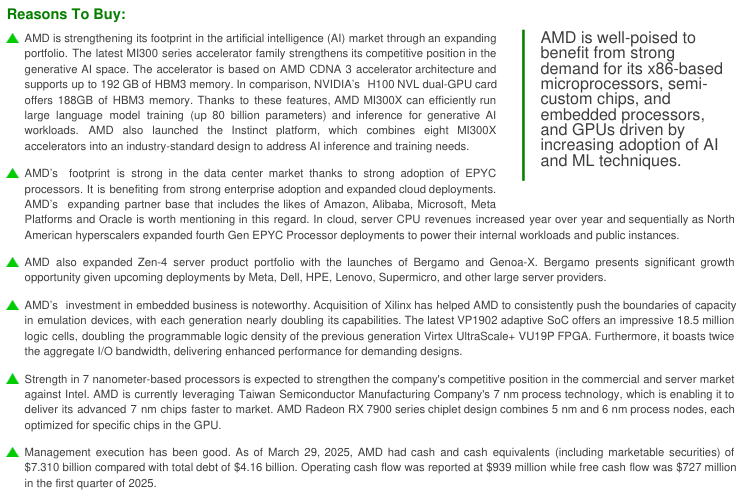 Reasons To Buy:
AMD is strengthening its footprint in the artificial intelligence (AI) market through an expanding
portfolio. The latest MI300 series accelerator family strengthens its competitive position in the
generative AI space. The accelerator is based on AMD CDNA 3 accelerator architecture and
supports up to 192 GB of HBM3 memory. In comparison, NVIDIA's H100 NVL dual-GPU card
offers 188GB of HBM3 memory. Thanks to these features, AMD MI300X can efficiently run
large language model training (up 80 billion parameters) and inference for generative AI
workloads. AMD also launched the Instinct platform, which combines eight MI300X
accelerators into an industry-standard design to address AI inference and training needs.
AMD is well-poised to
benefit from strong
demand for its x86-based
microprocessors, semi-
custom chips, and
embedded processors,
and GPUs driven by
increasing adoption of AI
and ML techniques.
AMD's footprint is strong in the data center market thanks to strong adoption of EPYC
processors. It is benefiting from strong enterprise adoption and expanded cloud deployments.
AMD's expanding partner base that includes the likes of Amazon, Alibaba, Microsoft, Meta
Platforms and Oracle is worth mentioning in this regard. In cloud, server CPU revenues increased year over year and sequentially as North
American hyperscalers expanded fourth Gen EPYC Processor deployments to power their internal workloads and public instances.
AMD also expanded Zen-4 server product portfolio with the launches of Bergamo and Genoa-X. Bergamo presents significant growth
opportunity given upcoming deployments by Meta, Dell, HPE, Lenovo, Supermicro, and other large server providers.
AMD's investment in embedded business is noteworthy. Acquisition of Xilinx has helped AMD to consistently push the boundaries of capacity
in emulation devices, with each generation nearly doubling its capabilities. The latest VP1902 adaptive SoC offers an impressive 18.5 million
logic cells, doubling the programmable logic density of the previous generation Virtex UltraScale+ VU19P FPGA. Furthermore, it boasts twice
the aggregate I/O bandwidth, delivering enhanced performance for demanding designs.
Strength in 7 nanometer-based processors is expected to strengthen the company's competitive position in the commercial and server market
against Intel. AMD is currently leveraging Taiwan Semiconductor Manufacturing Company's 7 nm process technology, which is enabling it to
deliver its advanced 7 nm chips faster to market. AMD Radeon RX 7900 series chiplet design combines 5 nm and 6 nm process nodes, each
optimized for specific chips in the GPU.
Management execution has been good. As of March 29, 2025, AMD had cash and cash equivalents (including marketable securities) of
$7.310 billion compared with total debt of $4.16 billion. Operating cash flow was reported at $939 million while free cash flow was $727 million
in the first quarter of 2025.